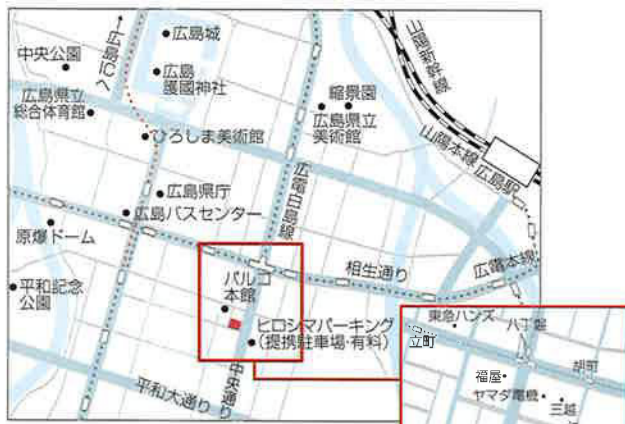 白島口へ
広島城
中央公園
広島
護國神社
広島県立
総合体育館
縮景園
広島県立
美術館
山陽新幹線
山陽本線
広島駅
ひろしま美術館
広電白島線
広島県庁
広島バスセンター
原爆ドーム
相生通り
広電本線
平和記念
公園
パルコ
本館
ヒロシマパーキング
(提携駐車場・有料)
平和大通り
中央通り
東急ハンズ
八丁堀
立町
胡町
福屋
ヤマダ電機
三越